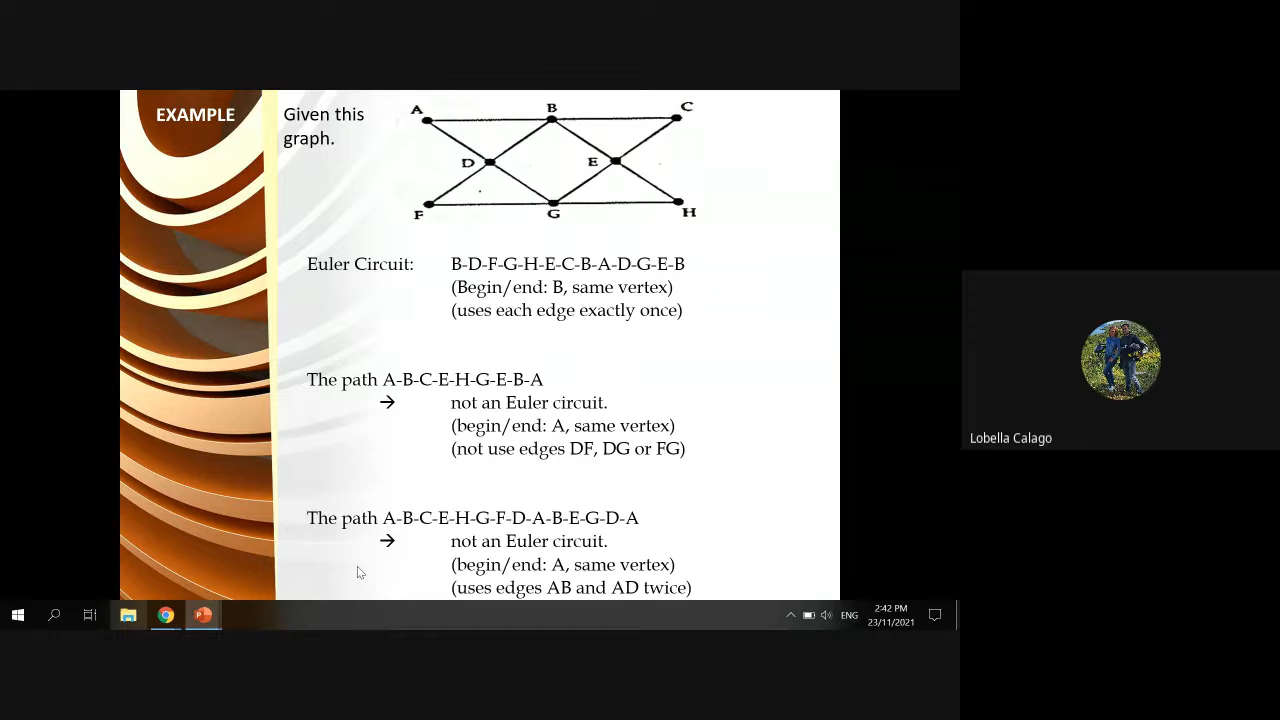 EXAMPLE
Given this
graph.
A
B
C
D
E
F
G
H
Euler Circuit: B-D-F-G-H-E-C-B-A-D-G-E-B
(Begin/end: B, same vertex)
(uses each edge exactly once)
The path A-B-C-E-H-G-E-B-A
→ not an Euler circuit.
(begin/end: A, same vertex)
(not use edges DF, DG or FG)
The path A-B-C-E-H-G-F-D-A-B-E-G-D-A
→ not an Euler circuit.
(begin/end: A, same vertex)
(uses edges AB and AD twice)
Lobella Calago
ENG
2:42 PM
23/11/2021